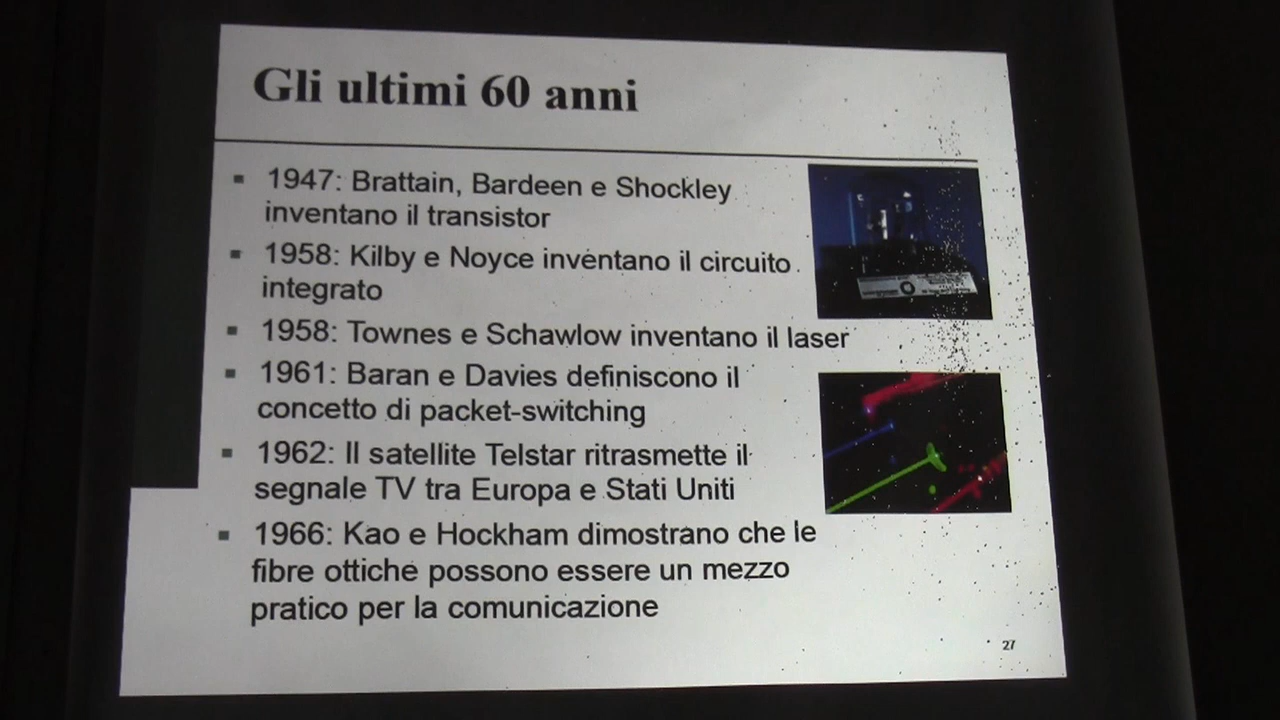 Gli ultimi 60 anni
1947: Brattain, Bardeen e Shockley
inventano il transistor
1958: Kilby e Noyce inventano il circuito
integrato
1958: Townes e Schawlow inventano il laser
1961: Baran e Davies definiscono il
concetto di packet-switching
1962: Il satellite Telstar ritrasmette il
segnale TV tra Europa e Stati Uniti
1966: Kao e Hockham dimostrano che le
fibre ottiche possono essere un mezzo
pratico per la comunicazione
27